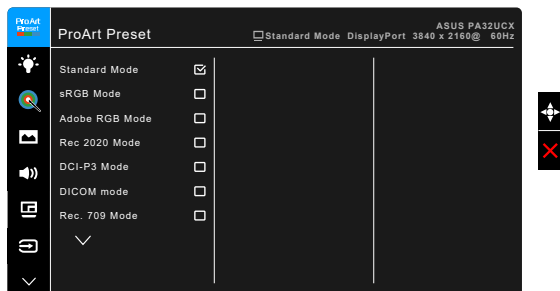 ProArt
Preset
ProArt Preset
ASUS PA32UCX
Standard Mode DisplayPort 3840 x 2160@ 60Hz
Standard Mode
sRGB Mode
Adobe RGB Mode
Rec 2020 Mode
DCI-P3 Mode
DICOM mode
Rec. 709 Mode